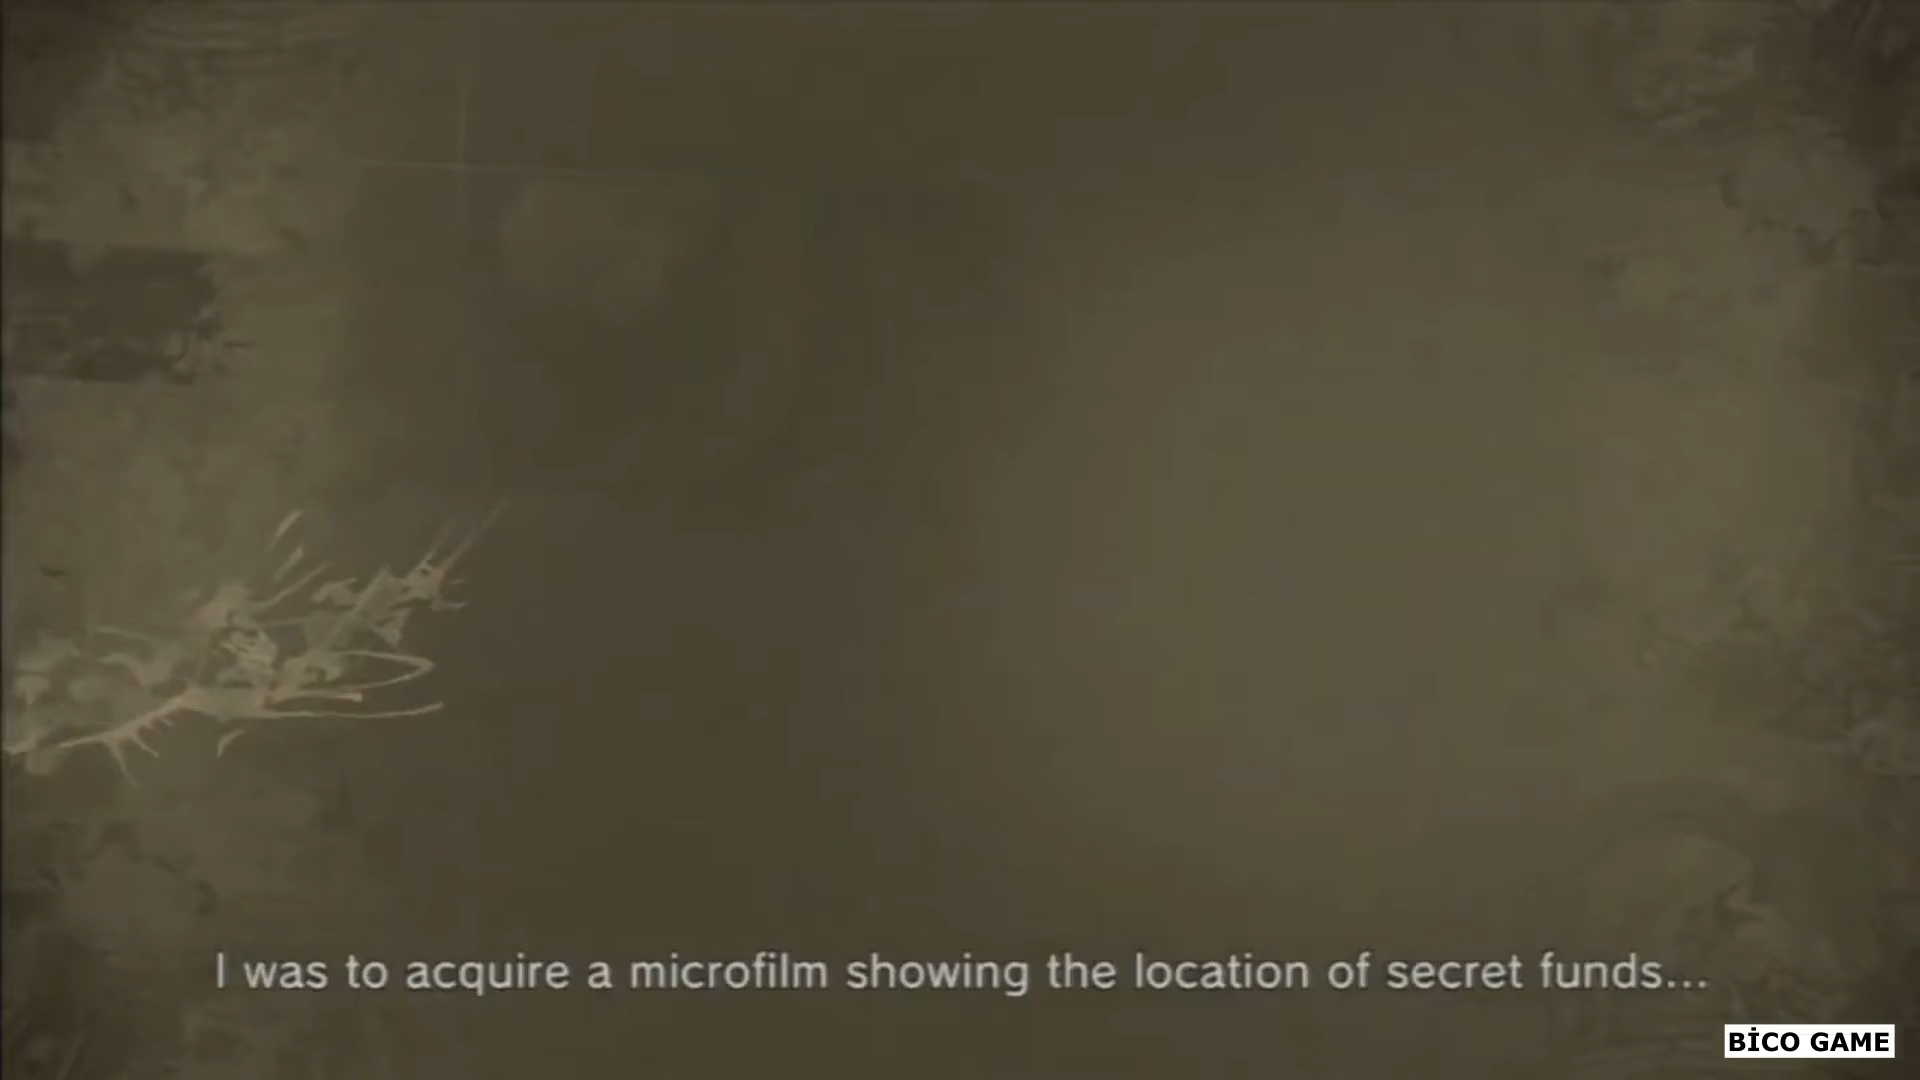 I was to acquire a microfilm showing the location of secret funds...
BİCO GAME